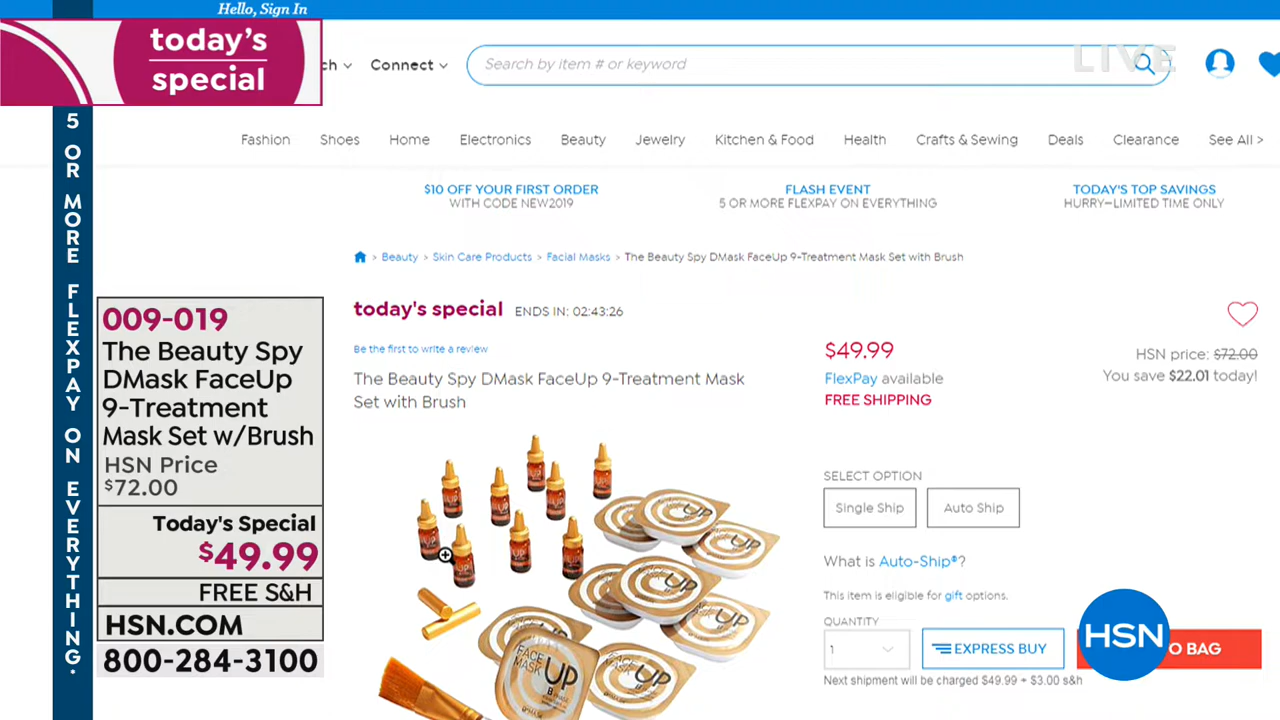 Hello, Sign In
today's
special
ch
Connect
Search by item # or keyword
LIVE
Fashion Shoes Home Electronics Beauty Jewelry Kitchen & Food Health Crafts & Sewing Deals Clearance See All >
$10 OFF YOUR FIRST ORDER
WITH CODE NEW2019
FLASH EVENT
5 OR MORE FLEXPAY ON EVERYTHING
TODAY'S TOP SAVINGS
HURRY—LIMITED TIME ONLY
Beauty > Skin Care Products > Facial Masks > The Beauty Spy DMask FaceUp 9-Treatment Mask Set with Brush
5 OR MORE FLEXPAY ON EVERYTHING.
009-019
The Beauty Spy
DMask FaceUp
9-Treatment
Mask Set w/Brush
HSN Price
$72.00
Today's Special
$49.99
FREE S&H
HSN.COM
800-284-3100
today's special ENDS IN: 02:43:26
Be the first to write a review
The Beauty Spy DMask FaceUp 9-Treatment Mask
Set with Brush
UP
UP
UP
FACE UP
MASK
$49.99
FlexPay available
FREE SHIPPING
HSN price: $72.00
You save $22.01 today!
SELECT OPTION
Single Ship
Auto Ship
What is Auto-Ship®?
This item is eligible for gift options.
QUANTITY
1
EXPRESS BUY
HSN
O BAG
Next shipment will be charged $49.99 + $3.00 s&h